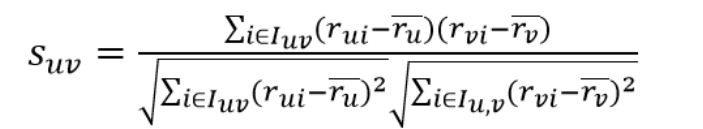 s_{uv} = \frac{\sum_{i \in I_{uv}} (r_{ui} - \overline{r_u})(r_{vi} - \overline{r_v})}{\sqrt{\sum_{i \in I_{uv}} (r_{ui} - \overline{r_u})^2} \sqrt{\sum_{i \in I_{u,v}} (r_{vi} - \overline{r_v})^2}}